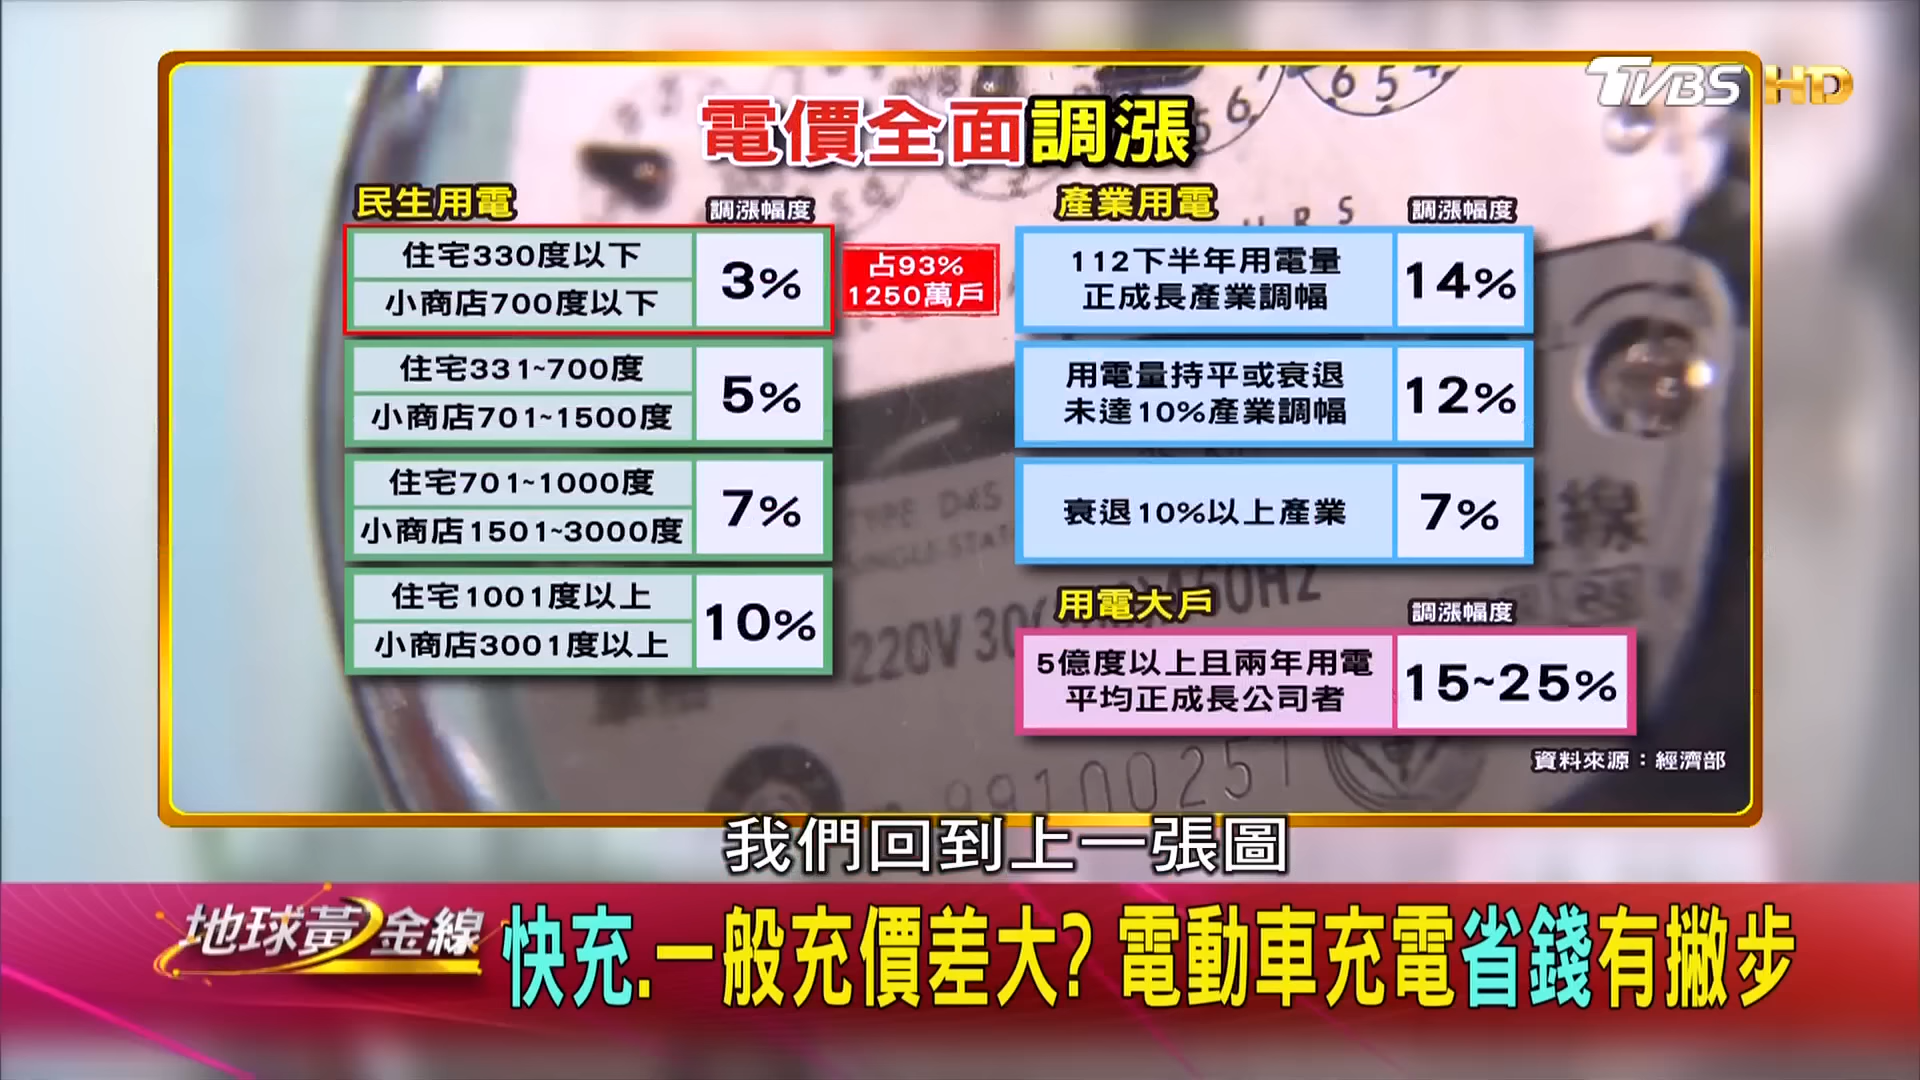 TVBS HD
電價全面調漲
民生用電 調漲幅度
住宅330度以下
小商店700度以下
3%
占93%
1250萬戶
住宅331~700度
小商店701~1500度
5%
住宅701~1000度
小商店1501~3000度
7%
住宅1001度以上
小商店3001度以上
10%
產業用電 調漲幅度
112下半年用電量
正成長產業調幅
14%
用電量持平或衰退
未達10%產業調幅
12%
衰退10%以上產業
7%
用電大戶 調漲幅度
5億度以上且兩年用電
平均正成長公司者
15~25%
資料來源：經濟部
TYPE D4S
220V
60HZ
99100257
我們回到上一張圖
地球黃金線
快充.一般充價差大? 電動車充電省錢有撇步